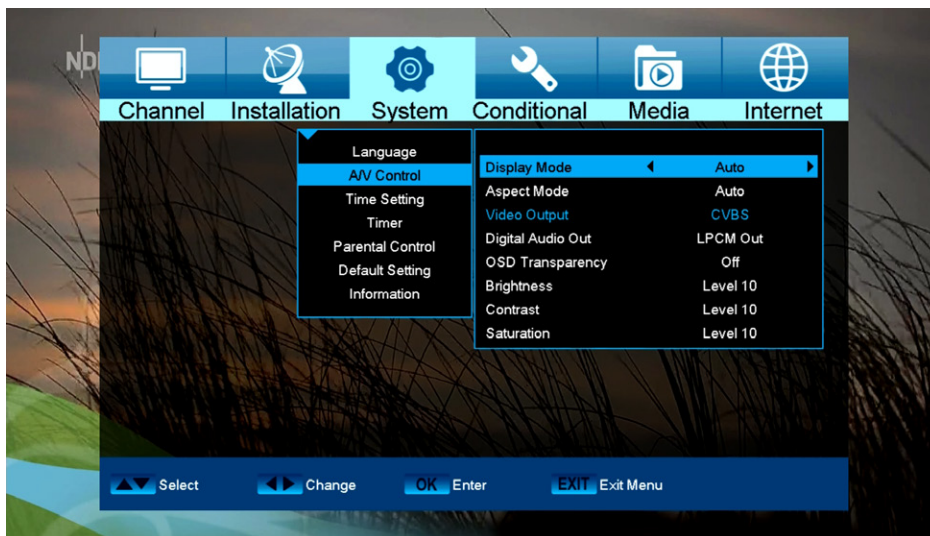 NDR
Channel Installation System Conditional Media Internet
Language
A/V Control
Time Setting
Timer
Parental Control
Default Setting
Information
Display Mode Auto
Aspect Mode Auto
Video Output CVBS
Digital Audio Out LPCM Out
OSD Transparency Off
Brightness Level 10
Contrast Level 10
Saturation Level 10
Select Change OK Enter EXIT Exit Menu